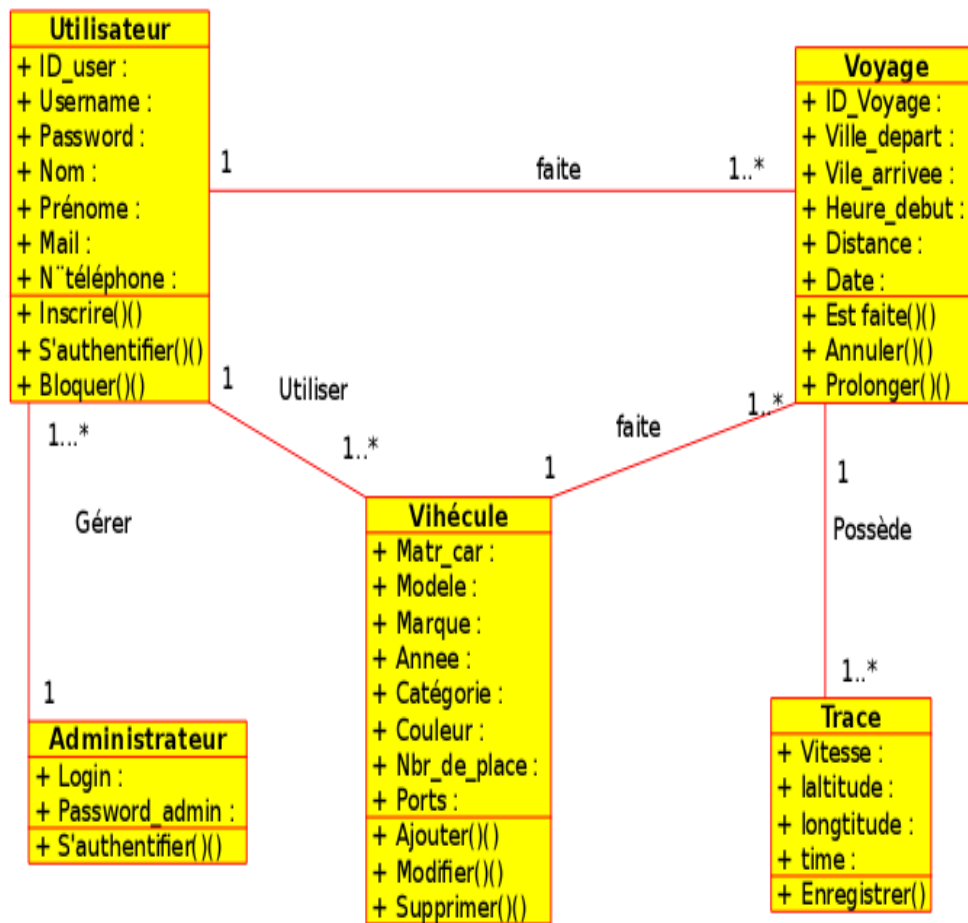 Utilisateur
+ ID_user :
+ Username :
+ Password :
+ Nom :
+ Prénome :
+ Mail :
+ N¨téléphone :
+ Inscrire()()
+ S'authentifier()()
+ Bloquer()()
1
faite
1..*
Voyage
+ ID_Voyage :
+ Ville_depart :
+ Vile_arrivee :
+ Heure_debut :
+ Distance :
+ Date :
+ Est faite()()
+ Annuler()()
+ Prolonger()()
1
Utiliser
1..*
1..*
faite
1
1...*
Gérer
1
1
Possède
1..*
Vihécule
+ Matr_car :
+ Modele :
+ Marque :
+ Annee :
+ Catégorie :
+ Couleur :
+ Nbr_de_place :
+ Ports :
+ Ajouter()()
+ Modifier()()
+ Supprimer()()
Administrateur
+ Login :
+ Password_admin :
+ S'authentifier()()
Trace
+ Vitesse :
+ laltitude :
+ longtitude :
+ time :
+ Enregistrer()